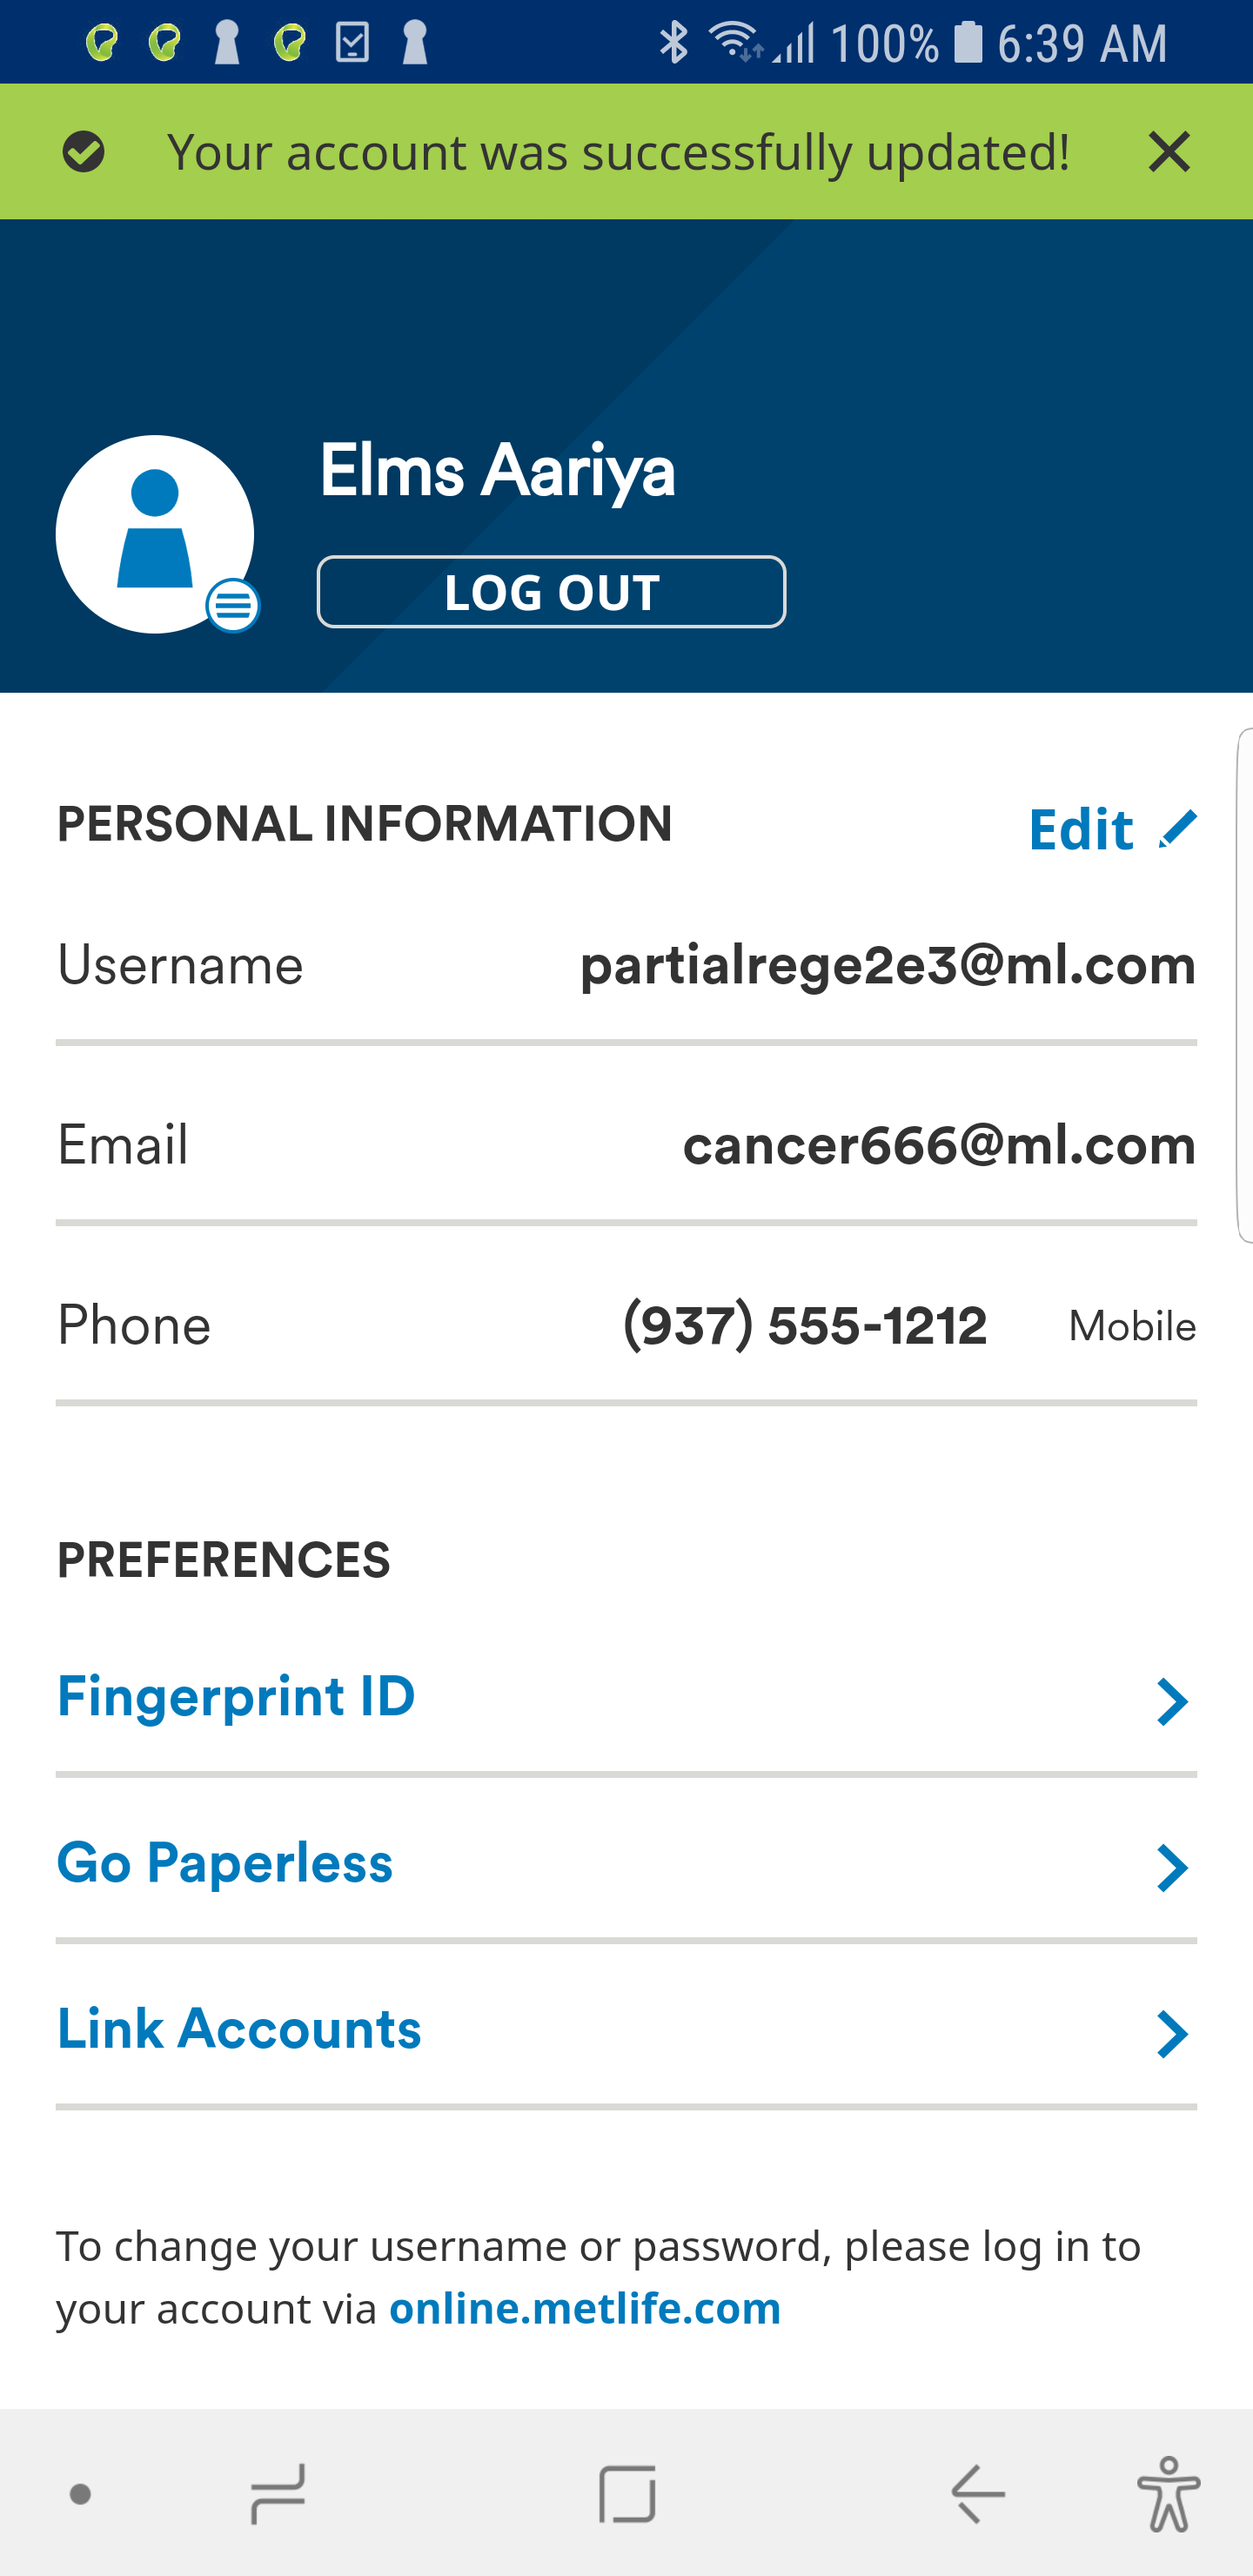 100% 6:39 AM
Your account was successfully updated!
Elms Aariya
LOG OUT
PERSONAL INFORMATION Edit
Username partialrege2e3@ml.com
Email cancer666@ml.com
Phone (937) 555-1212 Mobile
PREFERENCES
Fingerprint ID
Go Paperless
Link Accounts
To change your username or password, please log in to
your account via online.metlife.com